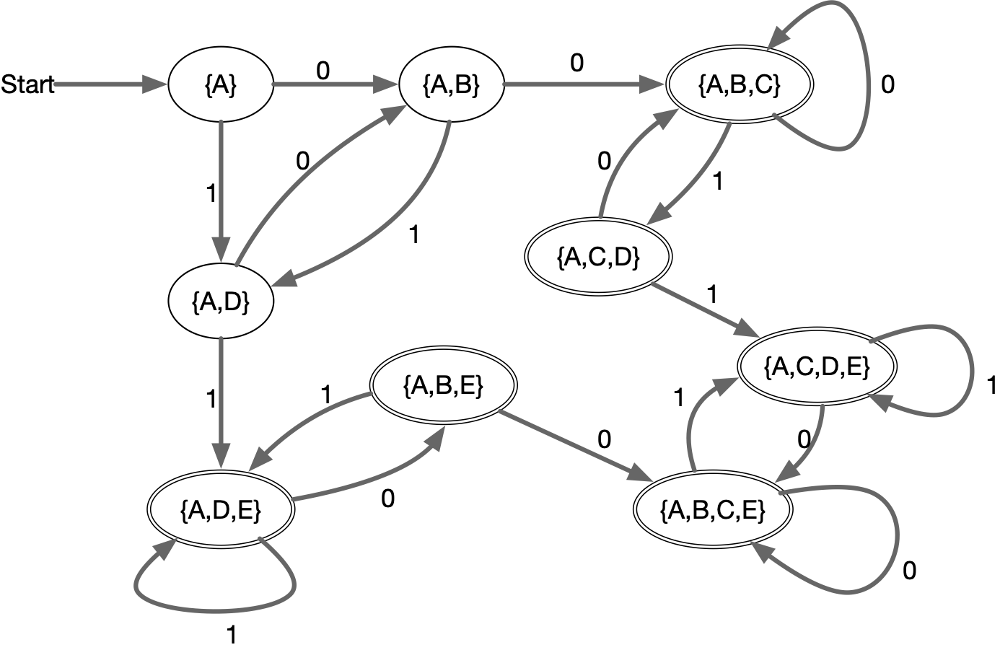 Start
{A}
0
{A,B}
0
{A,B,C}
0
0
1
0
1
1
{A,C,D}
1
{A,D}
1
{A,B,E}
1
{A,C,D,E}
1
1
0
0
0
{A,D,E}
{A,B,C,E}
0
1